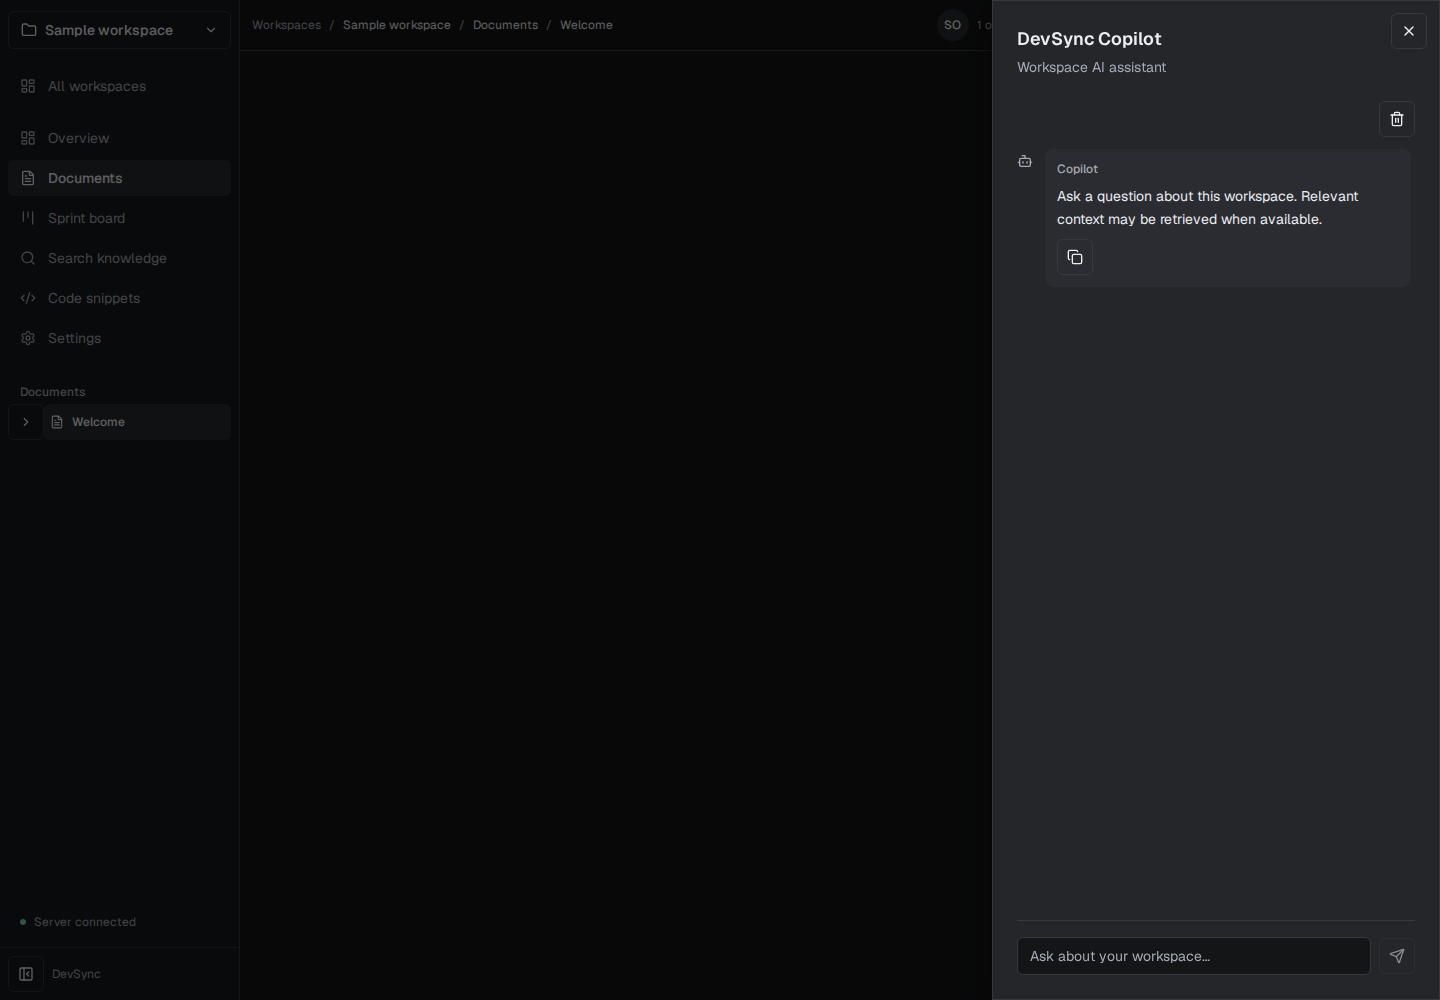 Sample workspace
All workspaces
Overview
Documents
Sprint board
Search knowledge
Code snippets
Settings
Documents
Welcome
Server connected
DevSync
Workspaces / Sample workspace / Documents / Welcome
SO
1 o
DevSync Copilot
Workspace AI assistant
Copilot
Ask a question about this workspace. Relevant
context may be retrieved when available.
Ask about your workspace...